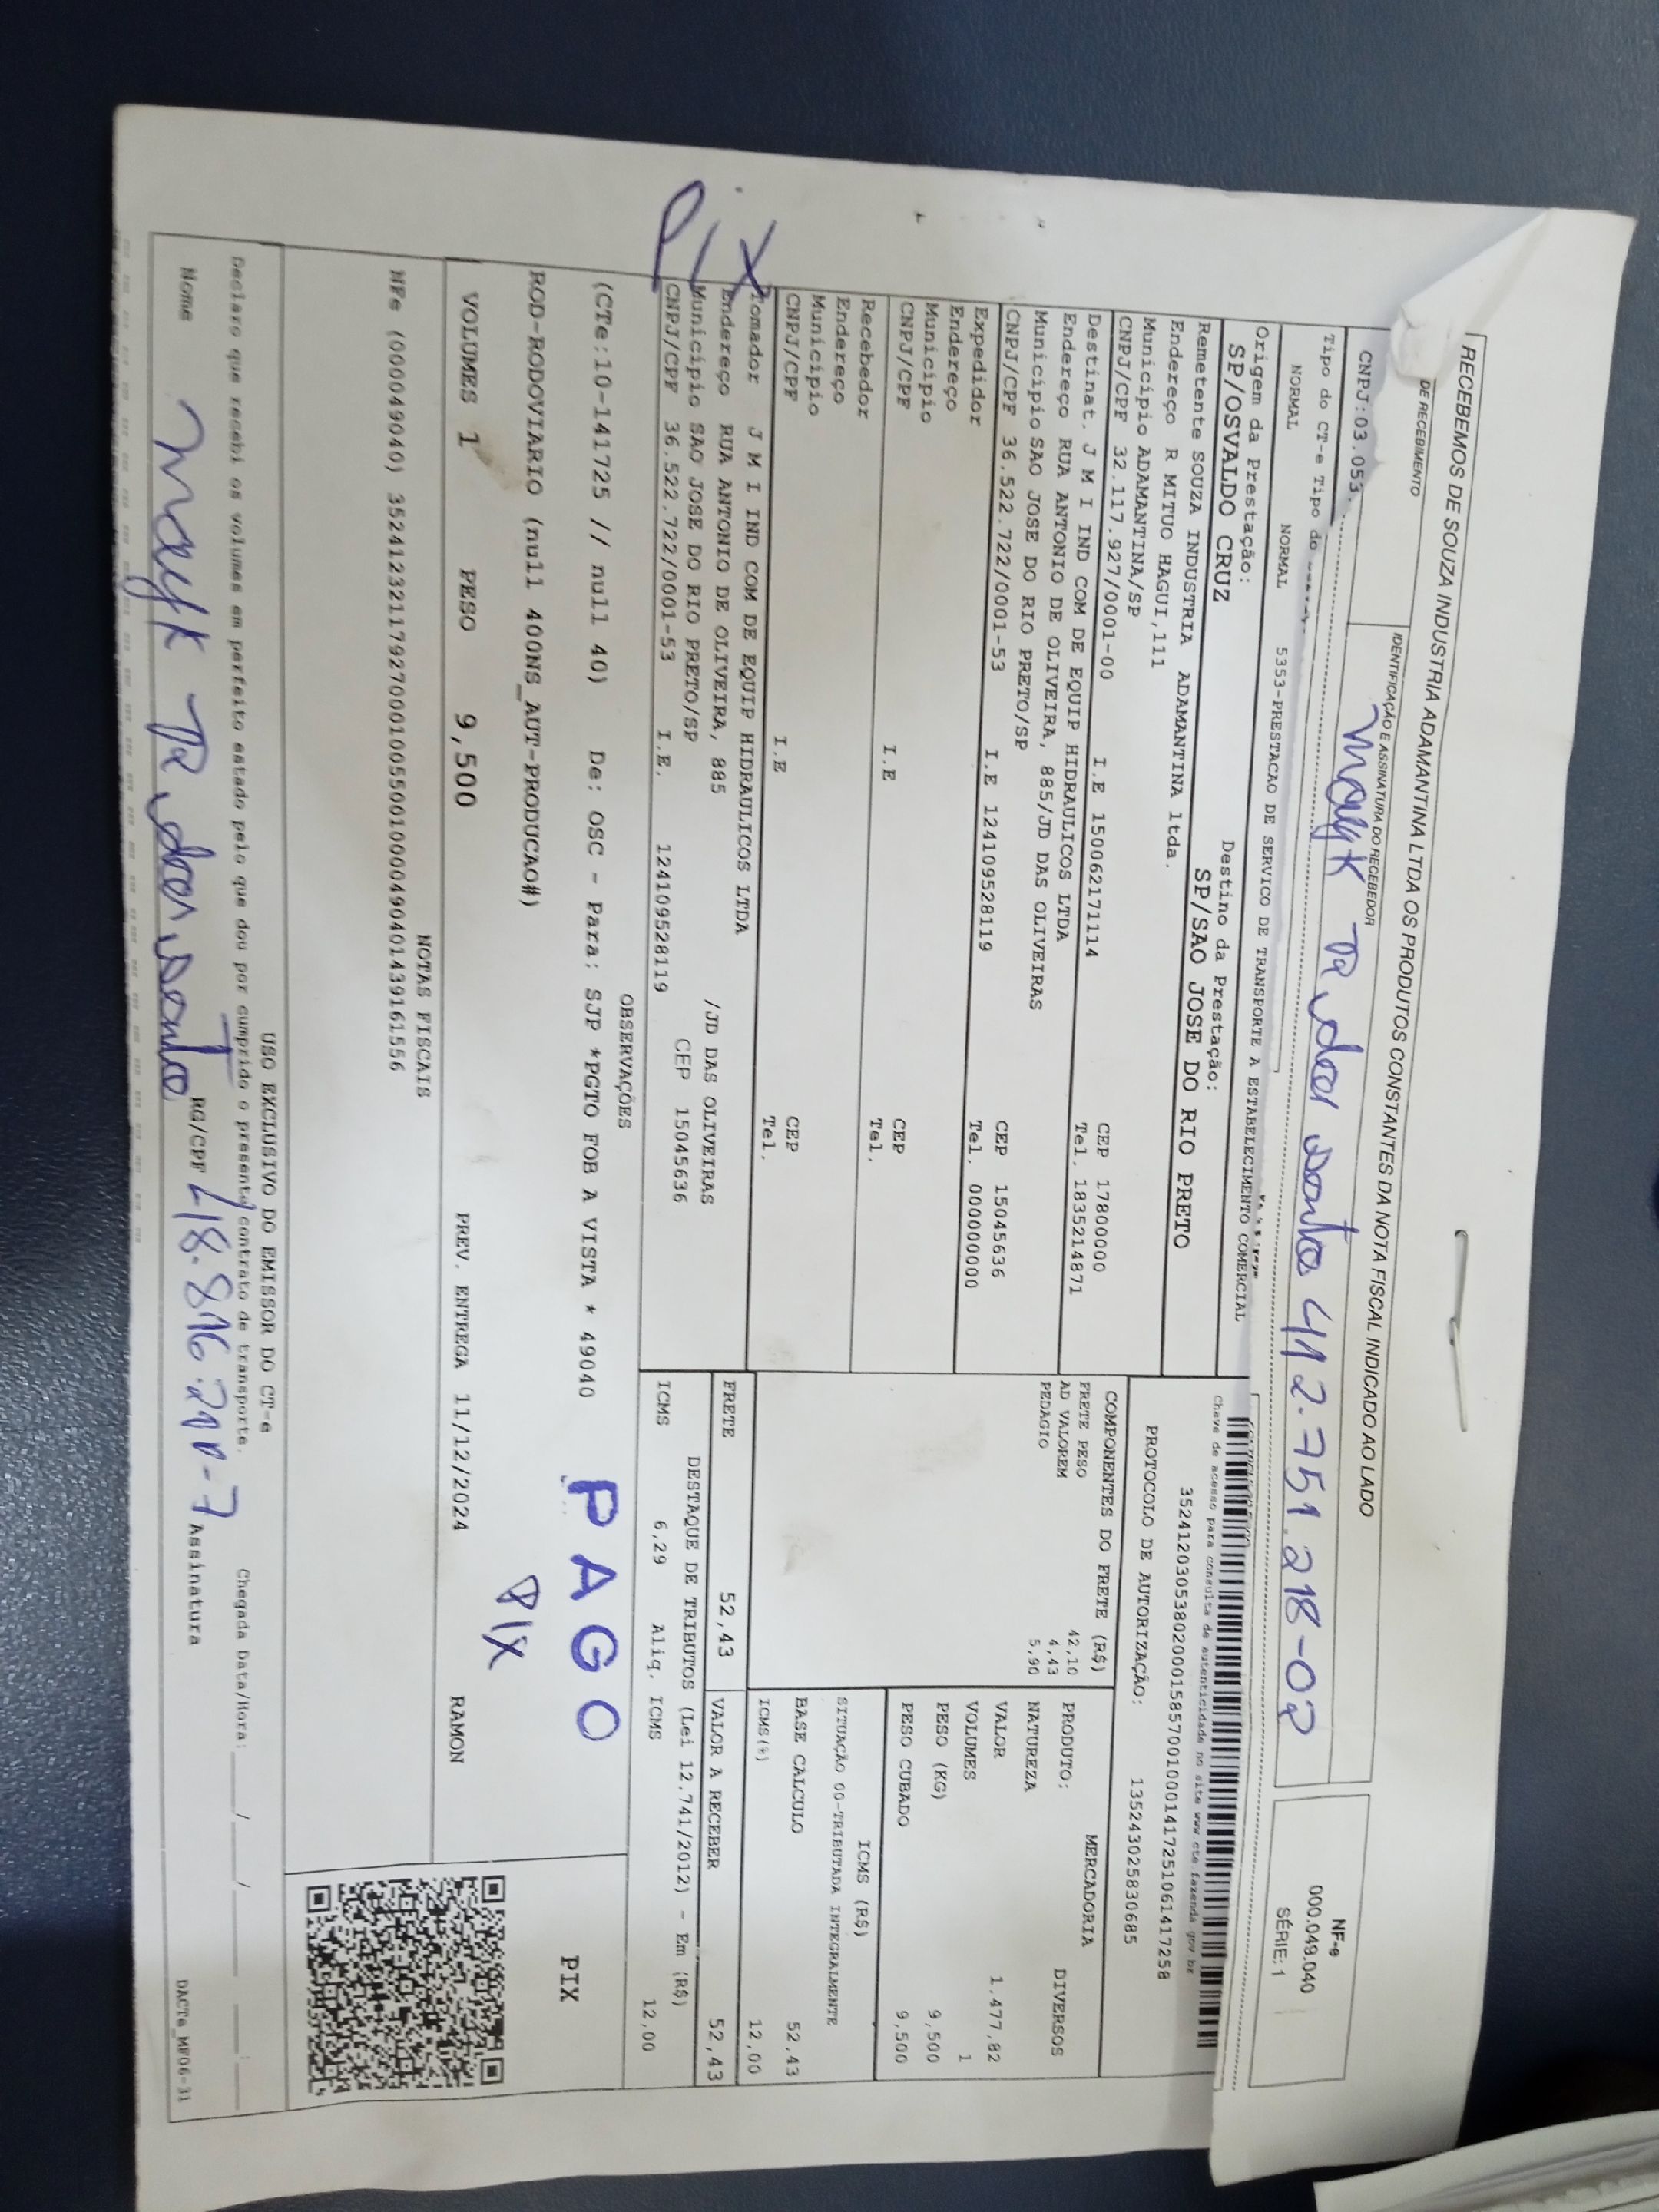 RECEBEMOS DE SOUZA INDUSTRIA ADAMANTINA LTDA OS PRODUTOS CONSTANTES DA NOTA FISCAL INDICADO AO LADO
DE RECEBIMENTO
IDENTIFICAÇÃO E ASSINATURA DO RECEBEDOR
412.751.218-02
NF-e
000.049.040
SÉRIE: 1
CNPJ:03.053.
Tipo do CT-e Tipo do
NORMAL NORMAL 5353-PRESTACAO DE SERVICO DE TRANSPORTE A ESTABELECIMENTO COMERCIAL
Origem da Prestação: Destino da Prestação:
SP/OSVALDO CRUZ SP/SAO JOSE DO RIO PRETO
Remetente SOUZA INDUSTRIA ADAMANTINA ltda.
Endereço R MITUO HAGUI,111
Município ADAMANTINA/SP CEP 17800000
CNPJ/CPF 32.117.927/0001-00 I.E 150062171114 Tel. 1835214871
Destinat. J M I IND COM DE EQUIP HIDRAULICOS LTDA
Endereço RUA ANTONIO DE OLIVEIRA, 885/JD DAS OLIVEIRAS
Município SAO JOSE DO RIO PRETO/SP CEP 15045636
CNPJ/CPF 36.522.722/0001-53 I.E 124109528119 Tel. 00000000
Expedidor
Endereço
Município CEP
CNPJ/CPF I.E Tel.
Recebedor
Endereço
Município CEP
CNPJ/CPF I.E Tel.
Tomador J M I IND COM DE EQUIP HIDRAULICOS LTDA
Endereço RUA ANTONIO DE OLIVEIRA, 885 /JD DAS OLIVEIRAS
Município SAO JOSE DO RIO PRETO/SP CEP 15045636
CNPJ/CPF 36.522.722/0001-53 I.E. 124109528119
PIX
Chave de acesso para consulta de autenticidade no site www.cte.fazenda.gov.br
35241203053802000158570010001417251061417258
PROTOCOLO DE AUTORIZAÇÃO: 135243025830685
COMPONENTES DO FRETE (R$)
FRETE PESO 42,10
AD VALOREM 4,43
PEDAGIO 5,90
MERCADORIA
PRODUTO: DIVERSOS
NATUREZA
VALOR 1.477,82
VOLUMES 1
PESO (KG) 9,500
PESO CUBADO 9,500
ICMS (R$)
SITUAÇÃO 00-TRIBUTADA INTEGRALMENTE
BASE CALCULO 52,43
ICMS(%) 12,00
FRETE 52,43 VALOR A RECEBER 52,43
DESTAQUE DE TRIBUTOS (Lei 12.741/2012) - Em (R$)
ICMS 6,29 Aliq. ICMS 12,00
OBSERVAÇÕES
(CTe:10-141725 // null 40) De: OSC - Para: SJP *PGTO FOB A VISTA * 49040
ROD-RODOVIARIO (null 400NS_AUT-PRODUCAO#)
PAGO
PIX
PIX
VOLUMES 1 PESO 9,500 PREV. ENTREGA 11/12/2024 RAMON
NOTAS FISCAIS
NFe (000049040) 35241232117927000100550010000490401439161556
USO EXCLUSIVO DO EMISSOR DO CT-e
Declaro que recebi os volumes em perfeito estado pelo que dou por cumprido o presente contrato de transporte. Chegada Data/Hora: ____/____/____ ____:____
Nome RG/CPF Assinatura
DACTe_MF06-31